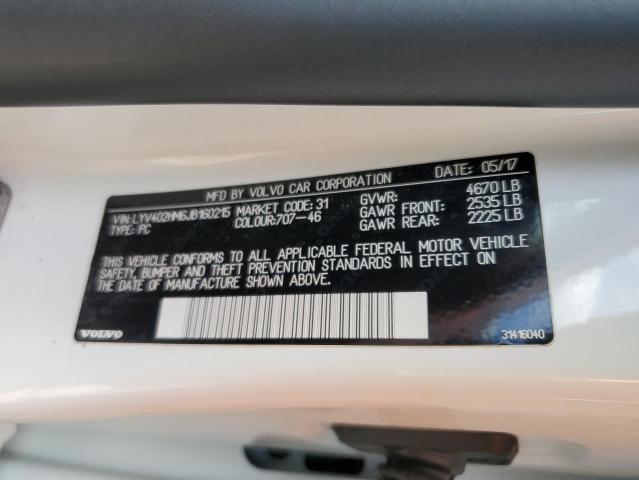 MFD BY VOLVO CAR CORPORATION DATE: 05/17
VIN: LYV402HM6JB160215 MARKET CODE: 31 GVWR: 4670 LB
TYPE: PC COLOUR: 707-46 GAWR FRONT: 2535 LB
GAWR REAR: 2225 LB
THIS VEHICLE CONFORMS TO ALL APPLICABLE FEDERAL MOTOR VEHICLE
SAFETY, BUMPER AND THEFT PREVENTION STANDARDS IN EFFECT ON
THE DATE OF MANUFACTURE SHOWN ABOVE.
VOLVO 31416040